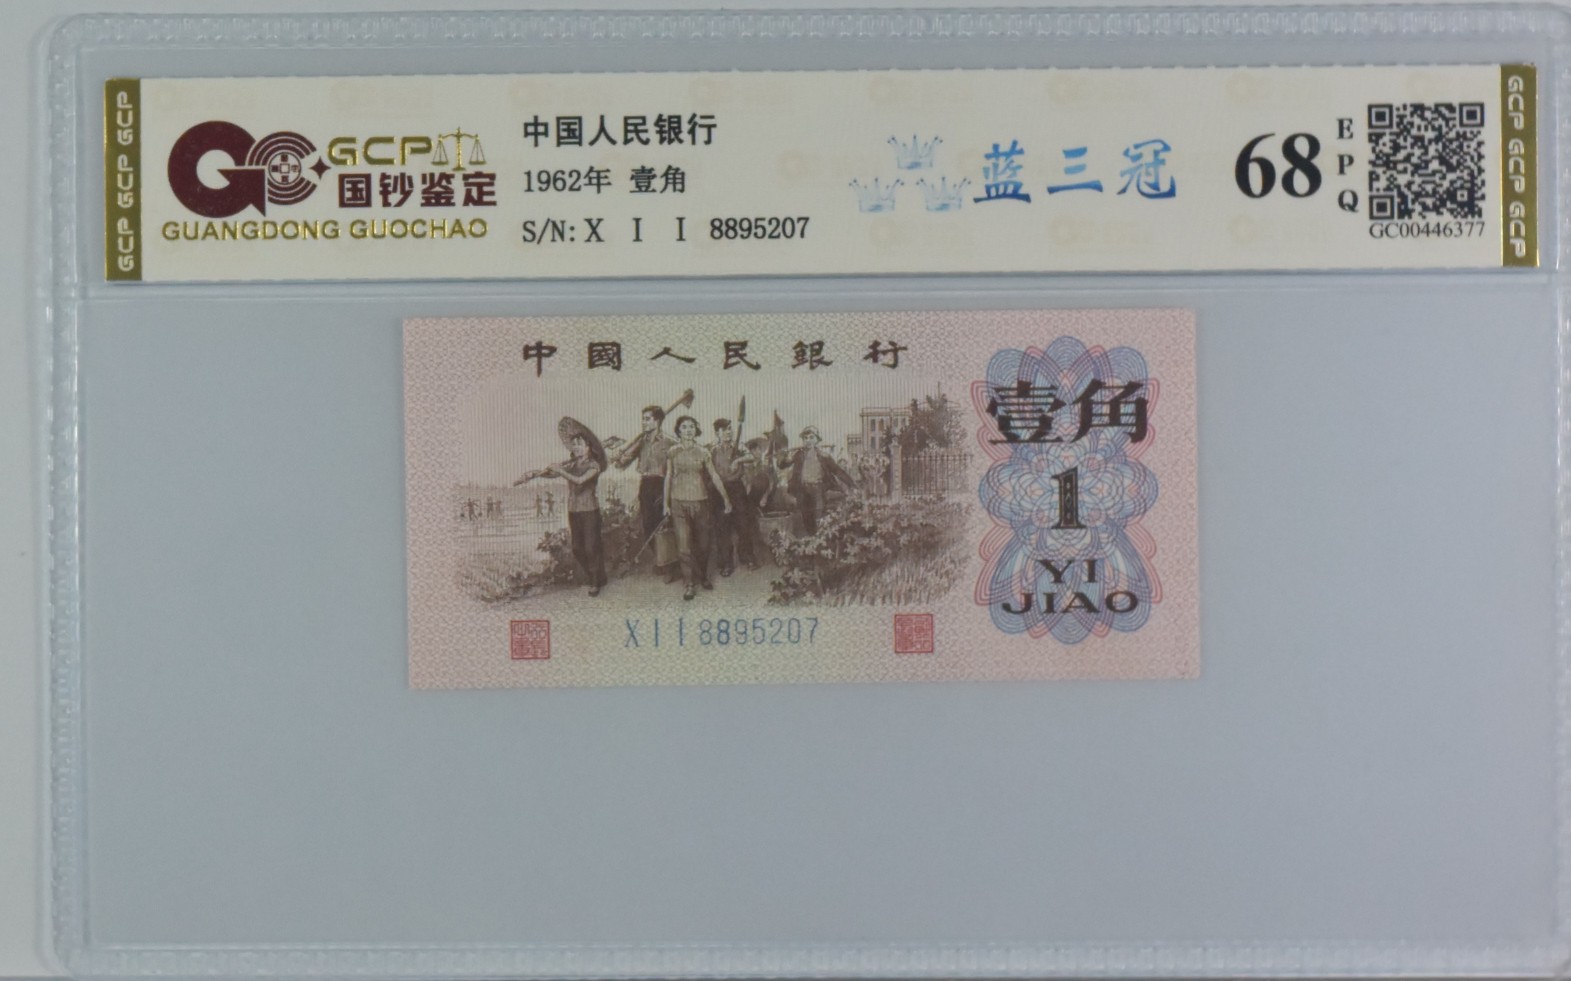 GCP
国钞鉴定
GUANGDONG GUOCHAO
中国人民银行
1962年 壹角
S/N: X I I 8895207
蓝三冠
68
EPQ
GC00446377
GCP GCP GCP
GCP GCP GCP
中國人民銀行
壹角
1
YI
JIAO
X I I 8895207